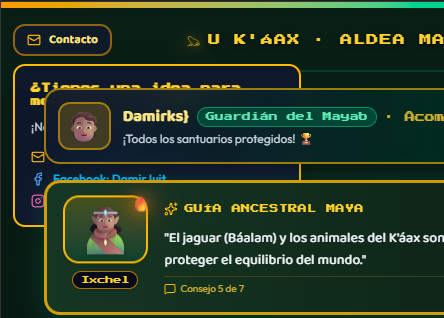 Contacto
U K'áAX · ALDEA MA
¿Tienes una idea para
Damirks} Guardián del Mayab · Acom
¡Todos los santuarios protegidos! 🏆
Facebook: Damir luit
GUíA ANCESTRAL MAYA
"El jaguar (Báalam) y los animales del K'áax son
proteger el equilibrio del mundo."
Ixchel
Consejo 5 de 7